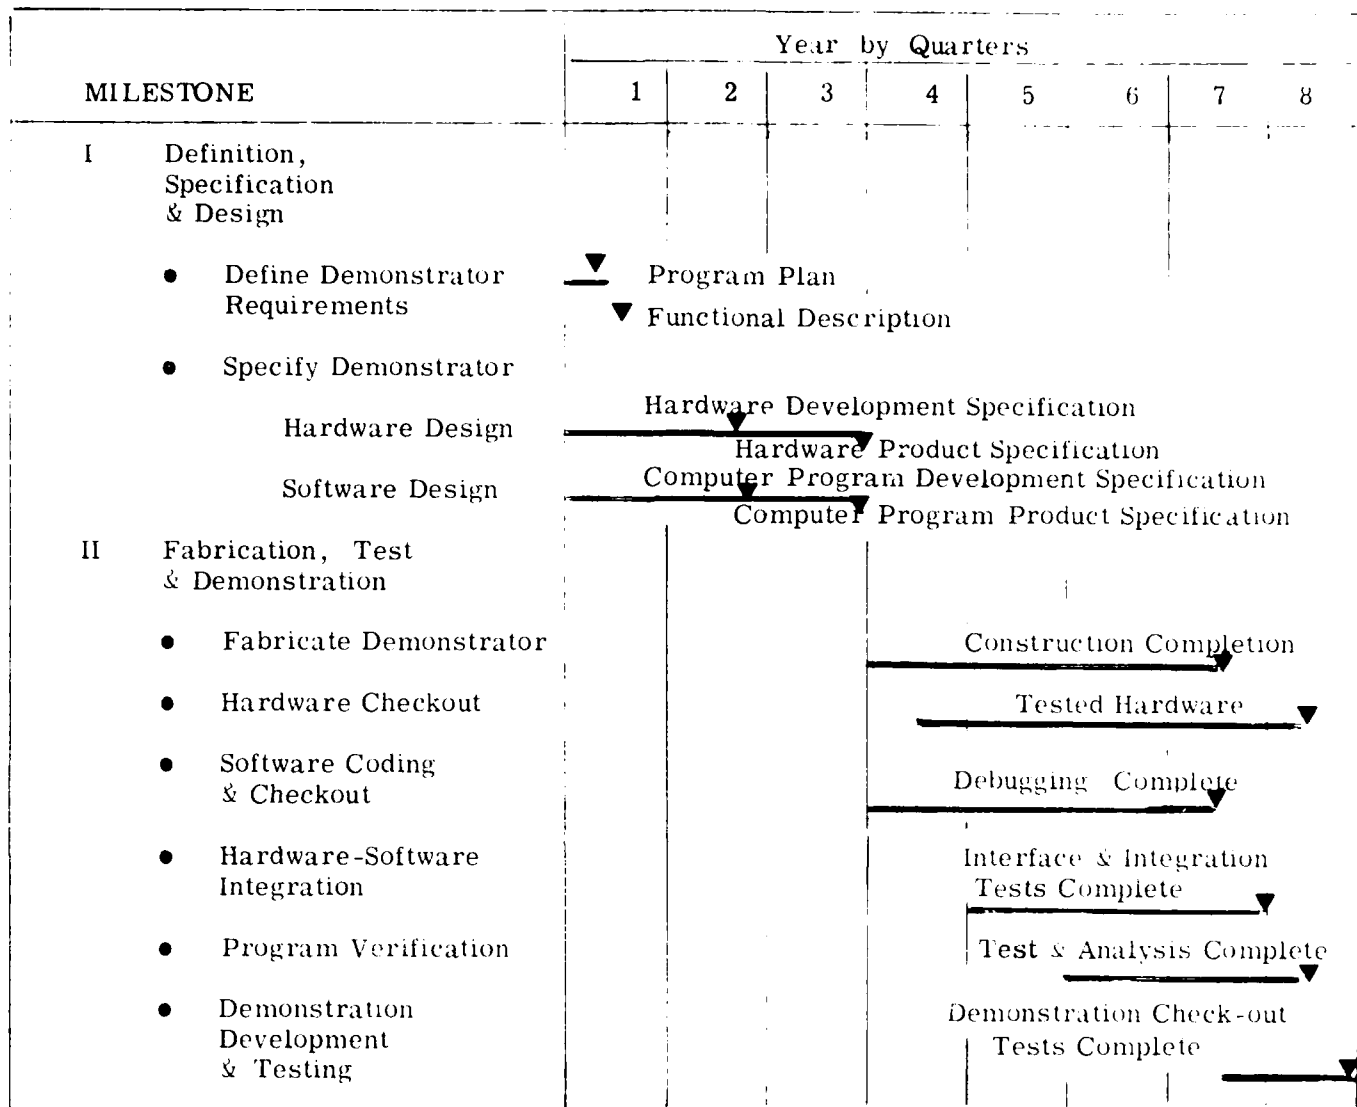 Year by Quarters
MILESTONE 1 2 3 4 5 6 7 8
I Definition,
Specification
& Design
● Define Demonstrator
Requirements
Program Plan
Functional Description
● Specify Demonstrator
Hardware Design
Hardware Development Specification
Hardware Product Specification
Software Design
Computer Program Development Specification
Computer Program Product Specification
II Fabrication, Test
& Demonstration
● Fabricate Demonstrator
Construction Completion
● Hardware Checkout
Tested Hardware
● Software Coding
& Checkout
Debugging Complete
● Hardware-Software
Integration
Interface & Integration
Tests Complete
● Program Verification
Test & Analysis Complete
● Demonstration
Development
& Testing
Demonstration Check-out
Tests Complete